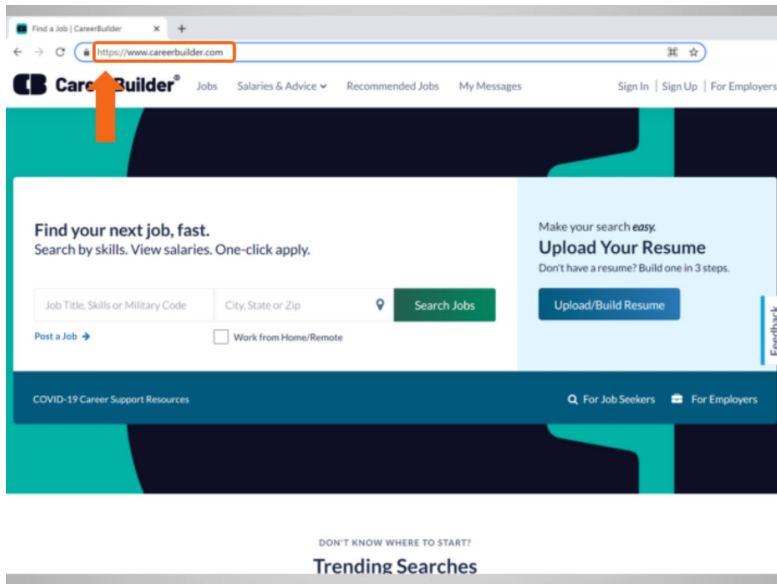 Find a Job | CareerBuilder
https://www.careerbuilder.com
CB CareerBuilder®
Jobs Salaries & Advice Recommended Jobs My Messages Sign In | Sign Up | For Employers
Find your next job, fast.
Search by skills. View salaries. One-click apply.
Job Title, Skills or Military Code City, State or Zip Search Jobs
Post a Job Work from Home/Remote
Make your search easy.
Upload Your Resume
Don't have a resume? Build one in 3 steps.
Upload/Build Resume
Feedback
COVID-19 Career Support Resources For Job Seekers For Employers
DON'T KNOW WHERE TO START?
Trending Searches